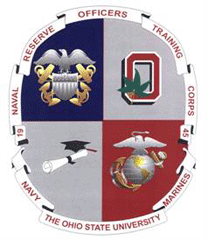 NAVAL RESERVE OFFICERS TRAINING CORPS
19 45
NAVY THE OHIO STATE UNIVERSITY MARINES